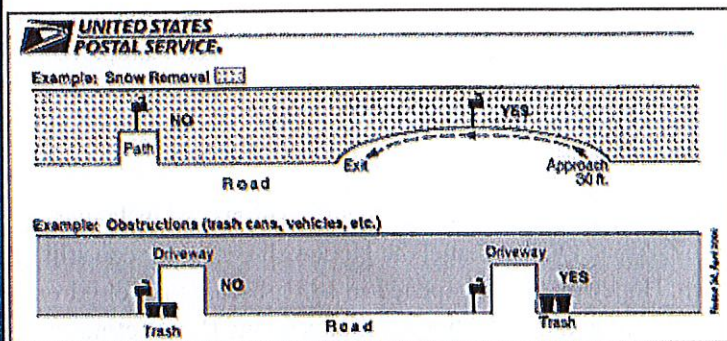 UNITED STATES
POSTAL SERVICE.
Example: Snow Removal
NO
YES
Path
Exit
Approach
30 ft.
Road
Example: Obstructions (trash cans, vehicles, etc.)
Driveway
Driveway
NO
YES
Trash
Road
Trash